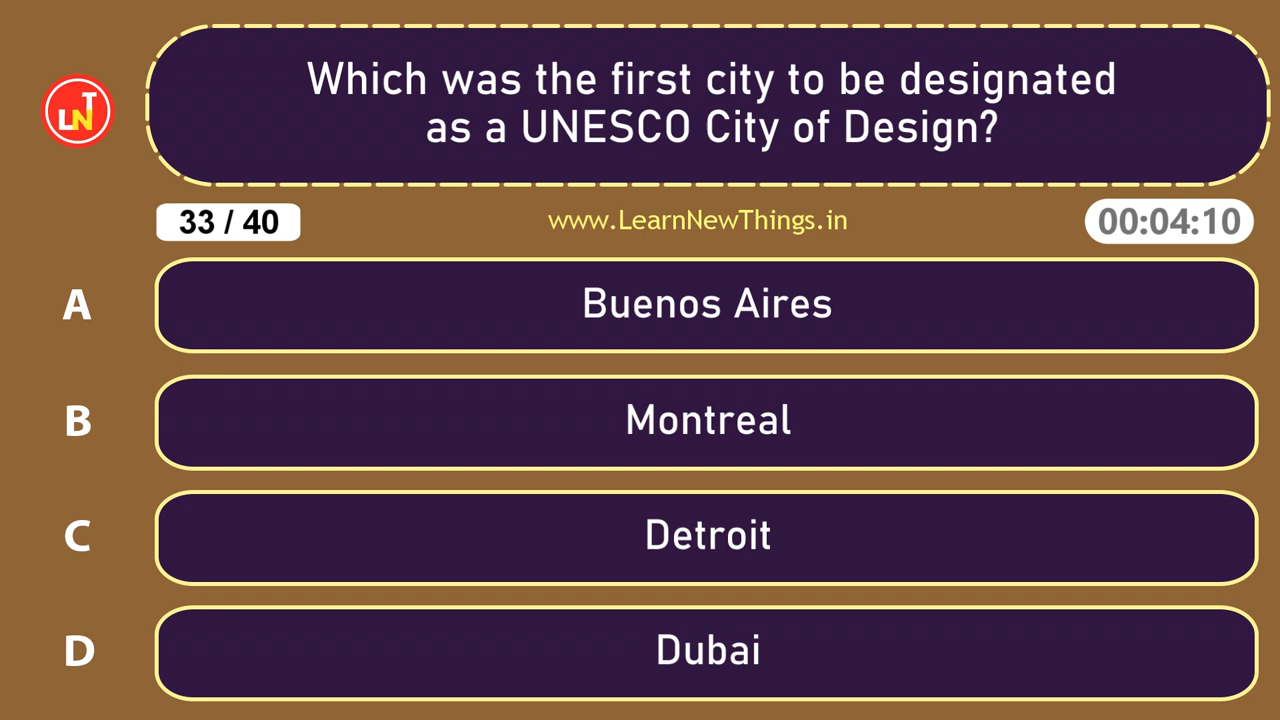 Which was the first city to be designated
as a UNESCO City of Design?
LNT
33 / 40
www.LearnNewThings.in
00:04:10
A
Buenos Aires
B
Montreal
C
Detroit
D
Dubai